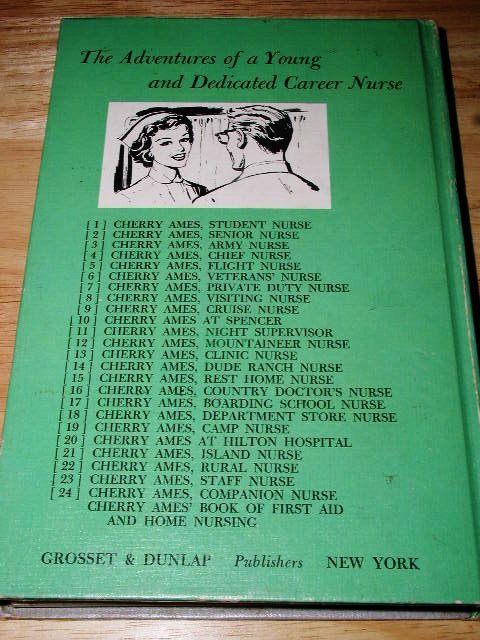 The Adventures of a Young
and Dedicated Career Nurse
[ 1 ] CHERRY AMES, STUDENT NURSE
[ 2 ] CHERRY AMES, SENIOR NURSE
[ 3 ] CHERRY AMES, ARMY NURSE
[ 4 ] CHERRY AMES, CHIEF NURSE
[ 5 ] CHERRY AMES, FLIGHT NURSE
[ 6 ] CHERRY AMES, VETERANS' NURSE
[ 7 ] CHERRY AMES, PRIVATE DUTY NURSE
[ 8 ] CHERRY AMES, VISITING NURSE
[ 9 ] CHERRY AMES, CRUISE NURSE
[ 10 ] CHERRY AMES AT SPENCER
[ 11 ] CHERRY AMES, NIGHT SUPERVISOR
[ 12 ] CHERRY AMES, MOUNTAINEER NURSE
[ 13 ] CHERRY AMES, CLINIC NURSE
[ 14 ] CHERRY AMES, DUDE RANCH NURSE
[ 15 ] CHERRY AMES, REST HOME NURSE
[ 16 ] CHERRY AMES, COUNTRY DOCTOR'S NURSE
[ 17 ] CHERRY AMES, BOARDING SCHOOL NURSE
[ 18 ] CHERRY AMES, DEPARTMENT STORE NURSE
[ 19 ] CHERRY AMES, CAMP NURSE
[ 20 ] CHERRY AMES AT HILTON HOSPITAL
[ 21 ] CHERRY AMES, ISLAND NURSE
[ 22 ] CHERRY AMES, RURAL NURSE
[ 23 ] CHERRY AMES, STAFF NURSE
[ 24 ] CHERRY AMES, COMPANION NURSE
CHERRY AMES' BOOK OF FIRST AID
AND HOME NURSING
GROSSET & DUNLAP Publishers NEW YORK